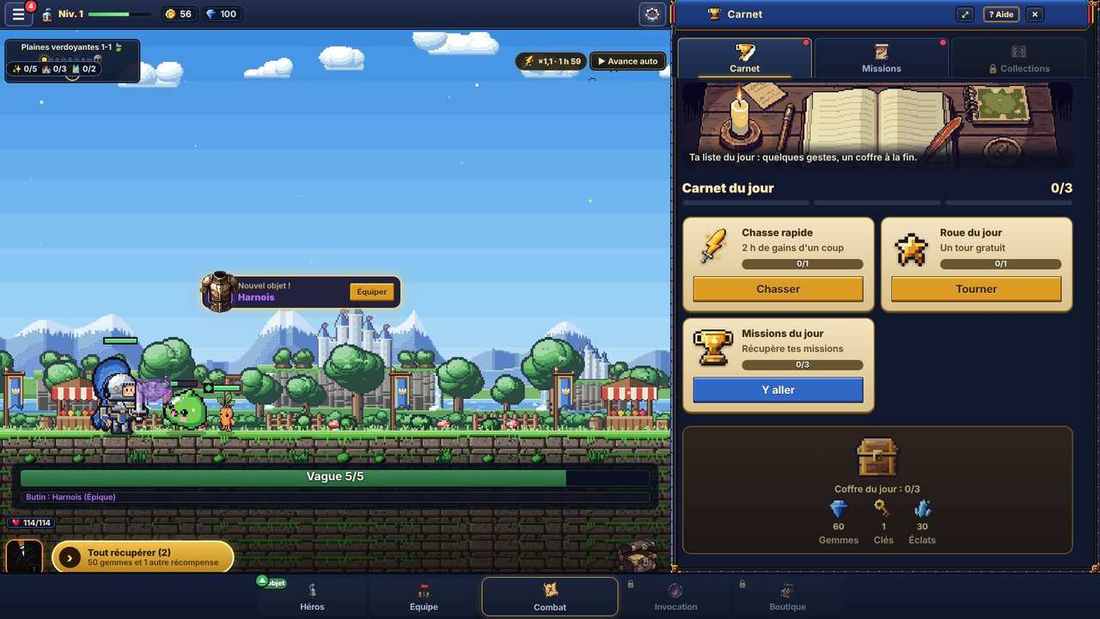 4
Niv. 1
56
100
Plaines verdoyantes 1-1
0/5
0/3
0/2
×1,1 · 1 h 59
Avance auto
Nouvel objet !
Harnois
Équiper
Vague 5/5
Butin : Harnois (Épique)
114/114
Tout récupérer (2)
50 gemmes et 1 autre récompense
Carnet
? Aide
Carnet
Missions
Collections
Ta liste du jour : quelques gestes, un coffre à la fin.
Carnet du jour
0/3
Chasse rapide
2 h de gains d'un coup
0/1
Chasser
Roue du jour
Un tour gratuit
0/1
Tourner
Missions du jour
Récupère tes missions
0/3
Y aller
Coffre du jour : 0/3
60
1
30
Gemmes
Clés
Éclats
objet
Héros
Équipe
Combat
Invocation
Boutique